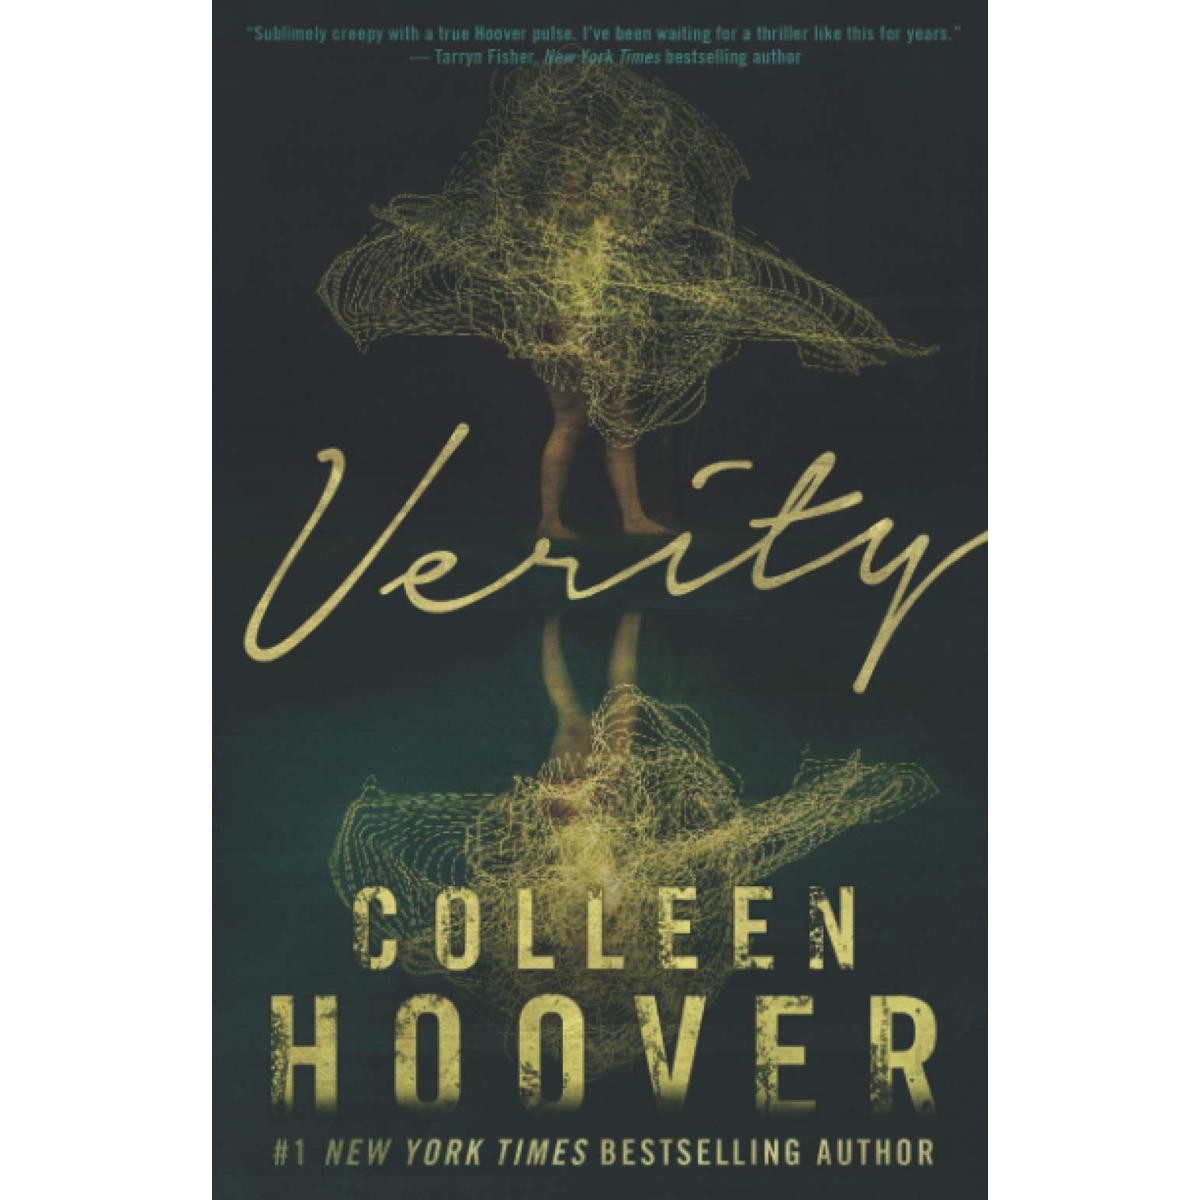 “Sublimely creepy with a true Hoover pulse. I’ve been waiting for a thriller like this for years.”
— Tarryn Fisher, New York Times bestselling author
Verity
COLLEEN
HOOVER
#1 NEW YORK TIMES BESTSELLING AUTHOR